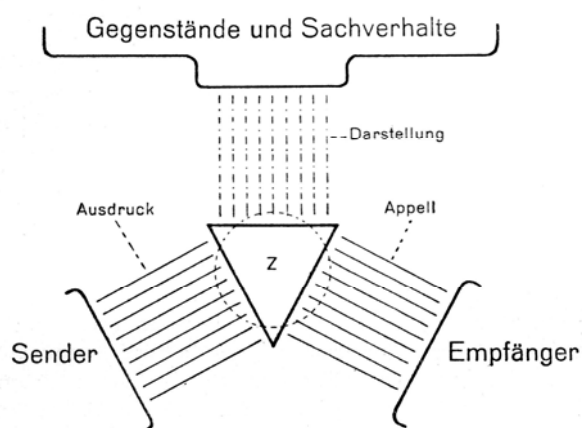 Gegenstände und Sachverhalte
Darstellung
Ausdruck
Appell
Z
Sender
Empfänger